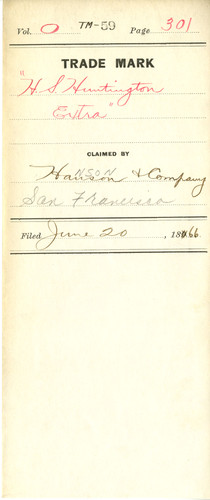 Vol. 0 TM-59 Page 301
TRADE MARK
"H S Huntington
Extra"
CLAIMED BY
Hanson & Company
San Francisco
Filed June 20, 1866.